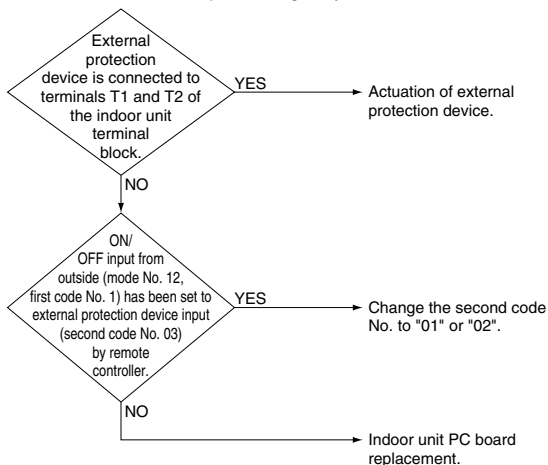 External
protection
device is connected to
terminals T1 and T2 of
the indoor unit
terminal
block.
YES
Actuation of external
protection device.
NO
ON/
OFF input from
outside (mode No. 12,
first code No. 1) has been set to
external protection device input
(second code No. 03)
by remote
controller.
YES
Change the second code
No. to "01" or "02".
NO
Indoor unit PC board
replacement.